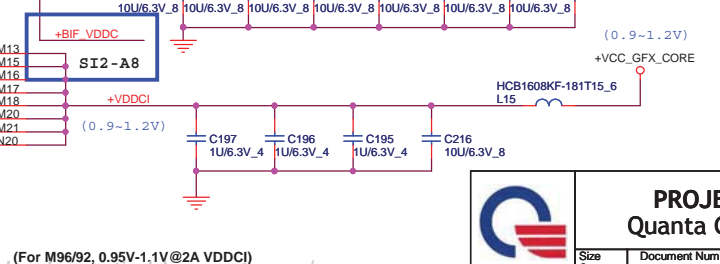 10U/6.3V_8 10U/6.3V_8 10U/6.3V_8 10U/6.3V_8 10U/6.3V_8 10U/6.3V_8 10U/6.3V_8
+BIF_VDDC
(0.9~1.2V)
+VCC_GFX_CORE
M13
M15
SI2-A8
M16
M17
HCB1608KF-181T15_6
M18
+VDDCI
L15
M20
M21
(0.9~1.2V)
N20
C197 C196 C195 C216
1U/6.3V_4 1U/6.3V_4 1U/6.3V_4 10U/6.3V_8
PROJE
Quanta C
(For M96/92, 0.95V-1.1V@2A VDDCI)
Size Document Num